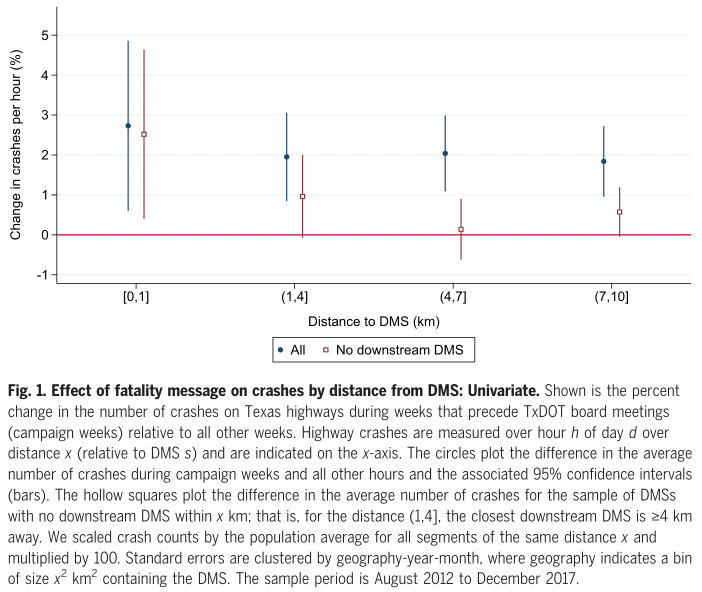 Change in crashes per hour (%)
5
4
3
2
1
0
-1
[0,1]
(1,4]
(4,7]
(7,10]
Distance to DMS (km)
All
No downstream DMS
Fig. 1. Effect of fatality message on crashes by distance from DMS: Univariate. Shown is the percent
change in the number of crashes on Texas highways during weeks that precede TxDOT board meetings
(campaign weeks) relative to all other weeks. Highway crashes are measured over hour h of day d over
distance x (relative to DMS s) and are indicated on the x-axis. The circles plot the difference in the average
number of crashes during campaign weeks and all other hours and the associated 95% confidence intervals
(bars). The hollow squares plot the difference in the average number of crashes for the sample of DMSs
with no downstream DMS within x km; that is, for the distance (1,4], the closest downstream DMS is ≥4 km
away. We scaled crash counts by the population average for all segments of the same distance x and
multiplied by 100. Standard errors are clustered by geography-year-month, where geography indicates a bin
of size x² km² containing the DMS. The sample period is August 2012 to December 2017.